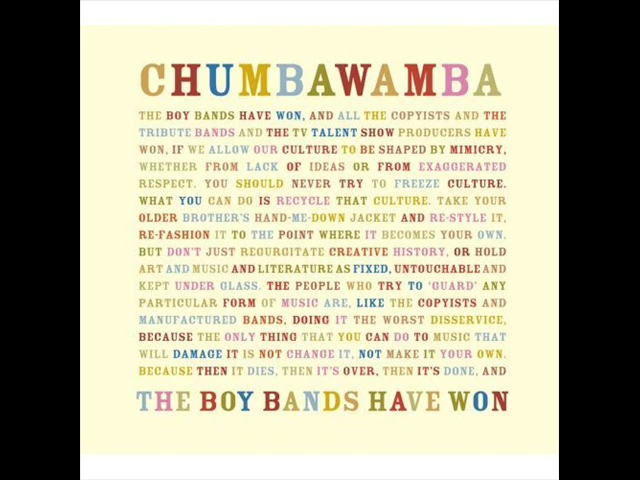 CHUMBAWAMBA
THE BOY BANDS HAVE WON, AND ALL THE COPYISTS AND THE
TRIBUTE BANDS AND THE TV TALENT SHOW PRODUCERS HAVE
WON, IF WE ALLOW OUR CULTURE TO BE SHAPED BY MIMICRY,
WHETHER FROM LACK OF IDEAS OR FROM EXAGGERATED
RESPECT. YOU SHOULD NEVER TRY TO FREEZE CULTURE.
WHAT YOU CAN DO IS RECYCLE THAT CULTURE. TAKE YOUR
OLDER BROTHER'S HAND-ME-DOWN JACKET AND RE-STYLE IT,
RE-FASHION IT TO THE POINT WHERE IT BECOMES YOUR OWN.
BUT DON'T JUST REGURGITATE CREATIVE HISTORY, OR HOLD
ART AND MUSIC AND LITERATURE AS FIXED, UNTOUCHABLE AND
KEPT UNDER GLASS. THE PEOPLE WHO TRY TO 'GUARD' ANY
PARTICULAR FORM OF MUSIC ARE, LIKE THE COPYISTS AND
MANUFACTURED BANDS, DOING IT THE WORST DISSERVICE,
BECAUSE THE ONLY THING THAT YOU CAN DO TO MUSIC THAT
WILL DAMAGE IT IS NOT CHANGE IT, NOT MAKE IT YOUR OWN.
BECAUSE THEN IT DIES, THEN IT'S OVER, THEN IT'S DONE, AND
THE BOY BANDS HAVE WON